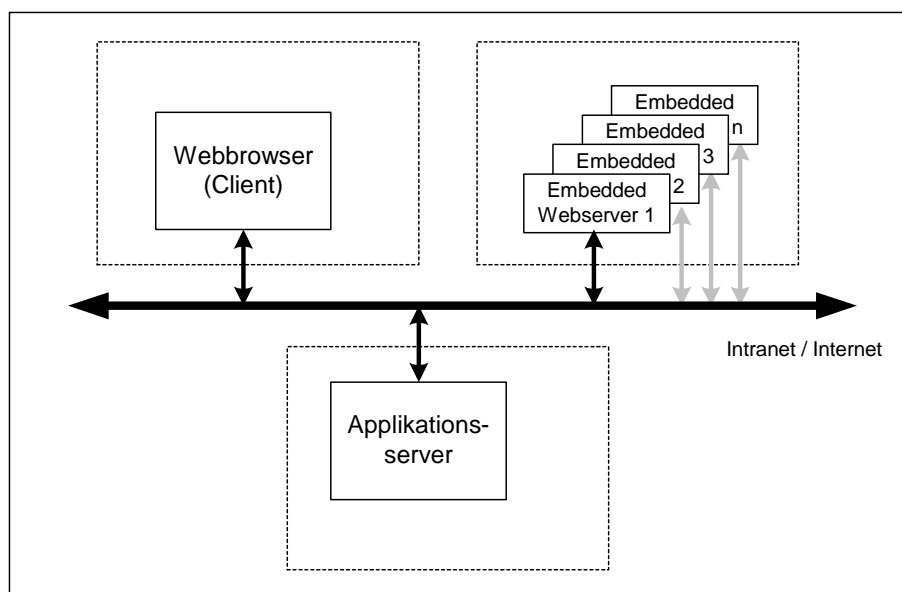 Webbrowser
(Client)
Embedded
n
Embedded
3
Embedded
2
Embedded
Webserver 1
Intranet / Internet
Applikations-
server